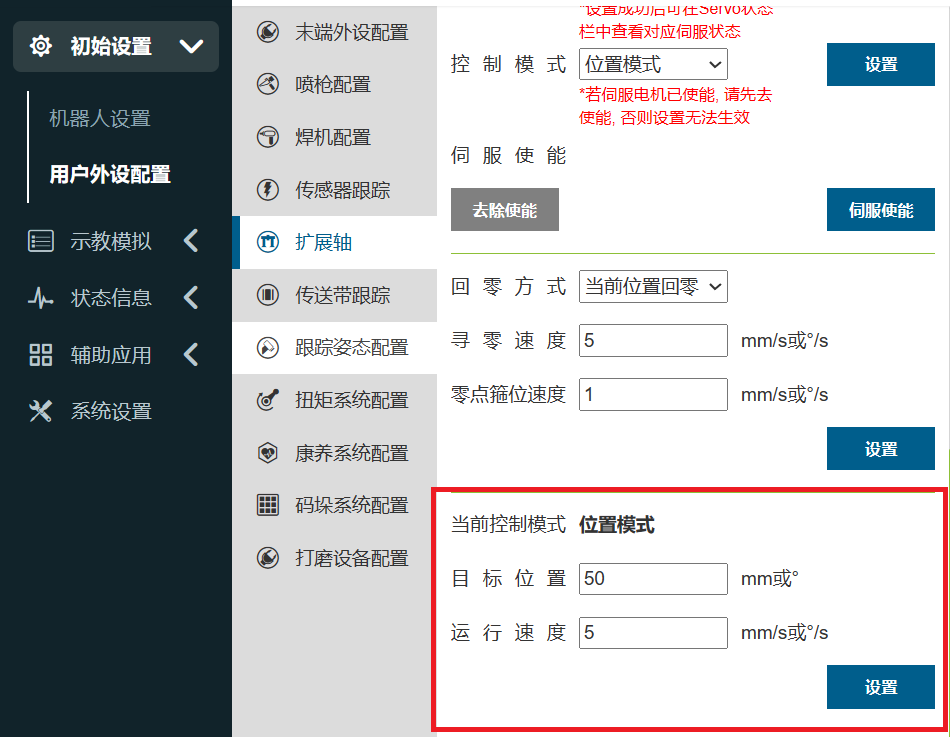 初始设置
机器人设置
用户外设配置
示教模拟
状态信息
辅助应用
系统设置
末端外设配置
喷枪配置
焊机配置
传感器跟踪
扩展轴
传送带跟踪
跟踪姿态配置
扭矩系统配置
康养系统配置
码垛系统配置
打磨设备配置
*设置成功后可在Servo状态
栏中查看对应伺服状态
控制模式 位置模式 设置
*若伺服电机已使能, 请先去
使能, 否则设置无法生效
伺服使能
去除使能 伺服使能
回零方式 当前位置回零
寻零速度 5 mm/s或°/s
零点箍位速度 1 mm/s或°/s
设置
当前控制模式 位置模式
目标位置 50 mm或°
运行速度 5 mm/s或°/s
设置